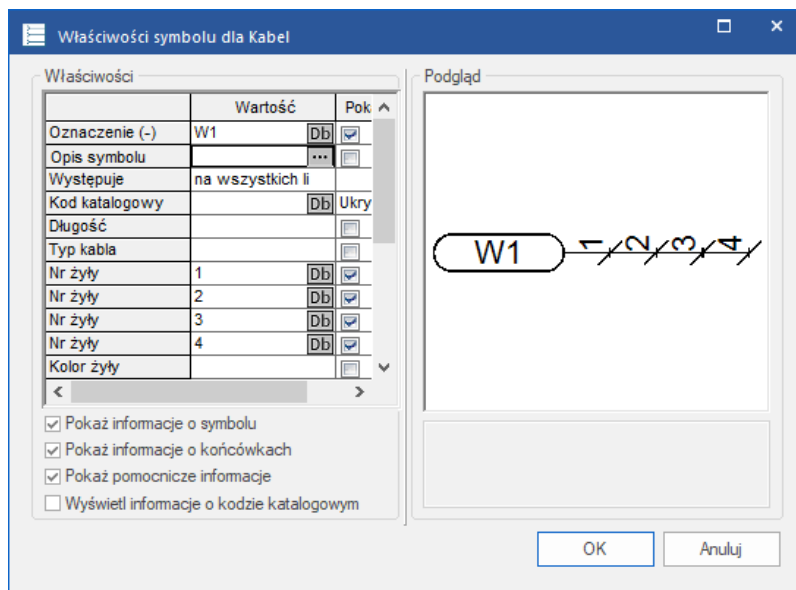 Właściwości symbolu dla Kabel
Właściwości
Wartość Pok
Oznaczenie (-) W1 Db
Opis symbolu ...
Występuje na wszystkich li
Kod katalogowy Db Ukry
Długość
Typ kabla
Nr żyły 1 Db
Nr żyły 2 Db
Nr żyły 3 Db
Nr żyły 4 Db
Kolor żyły
Pokaż informacje o symbolu
Pokaż informacje o końcówkach
Pokaż pomocnicze informacje
Wyświetl informacje o kodzie katalogowym
Podgląd
W1 1 2 3 4
OK Anuluj